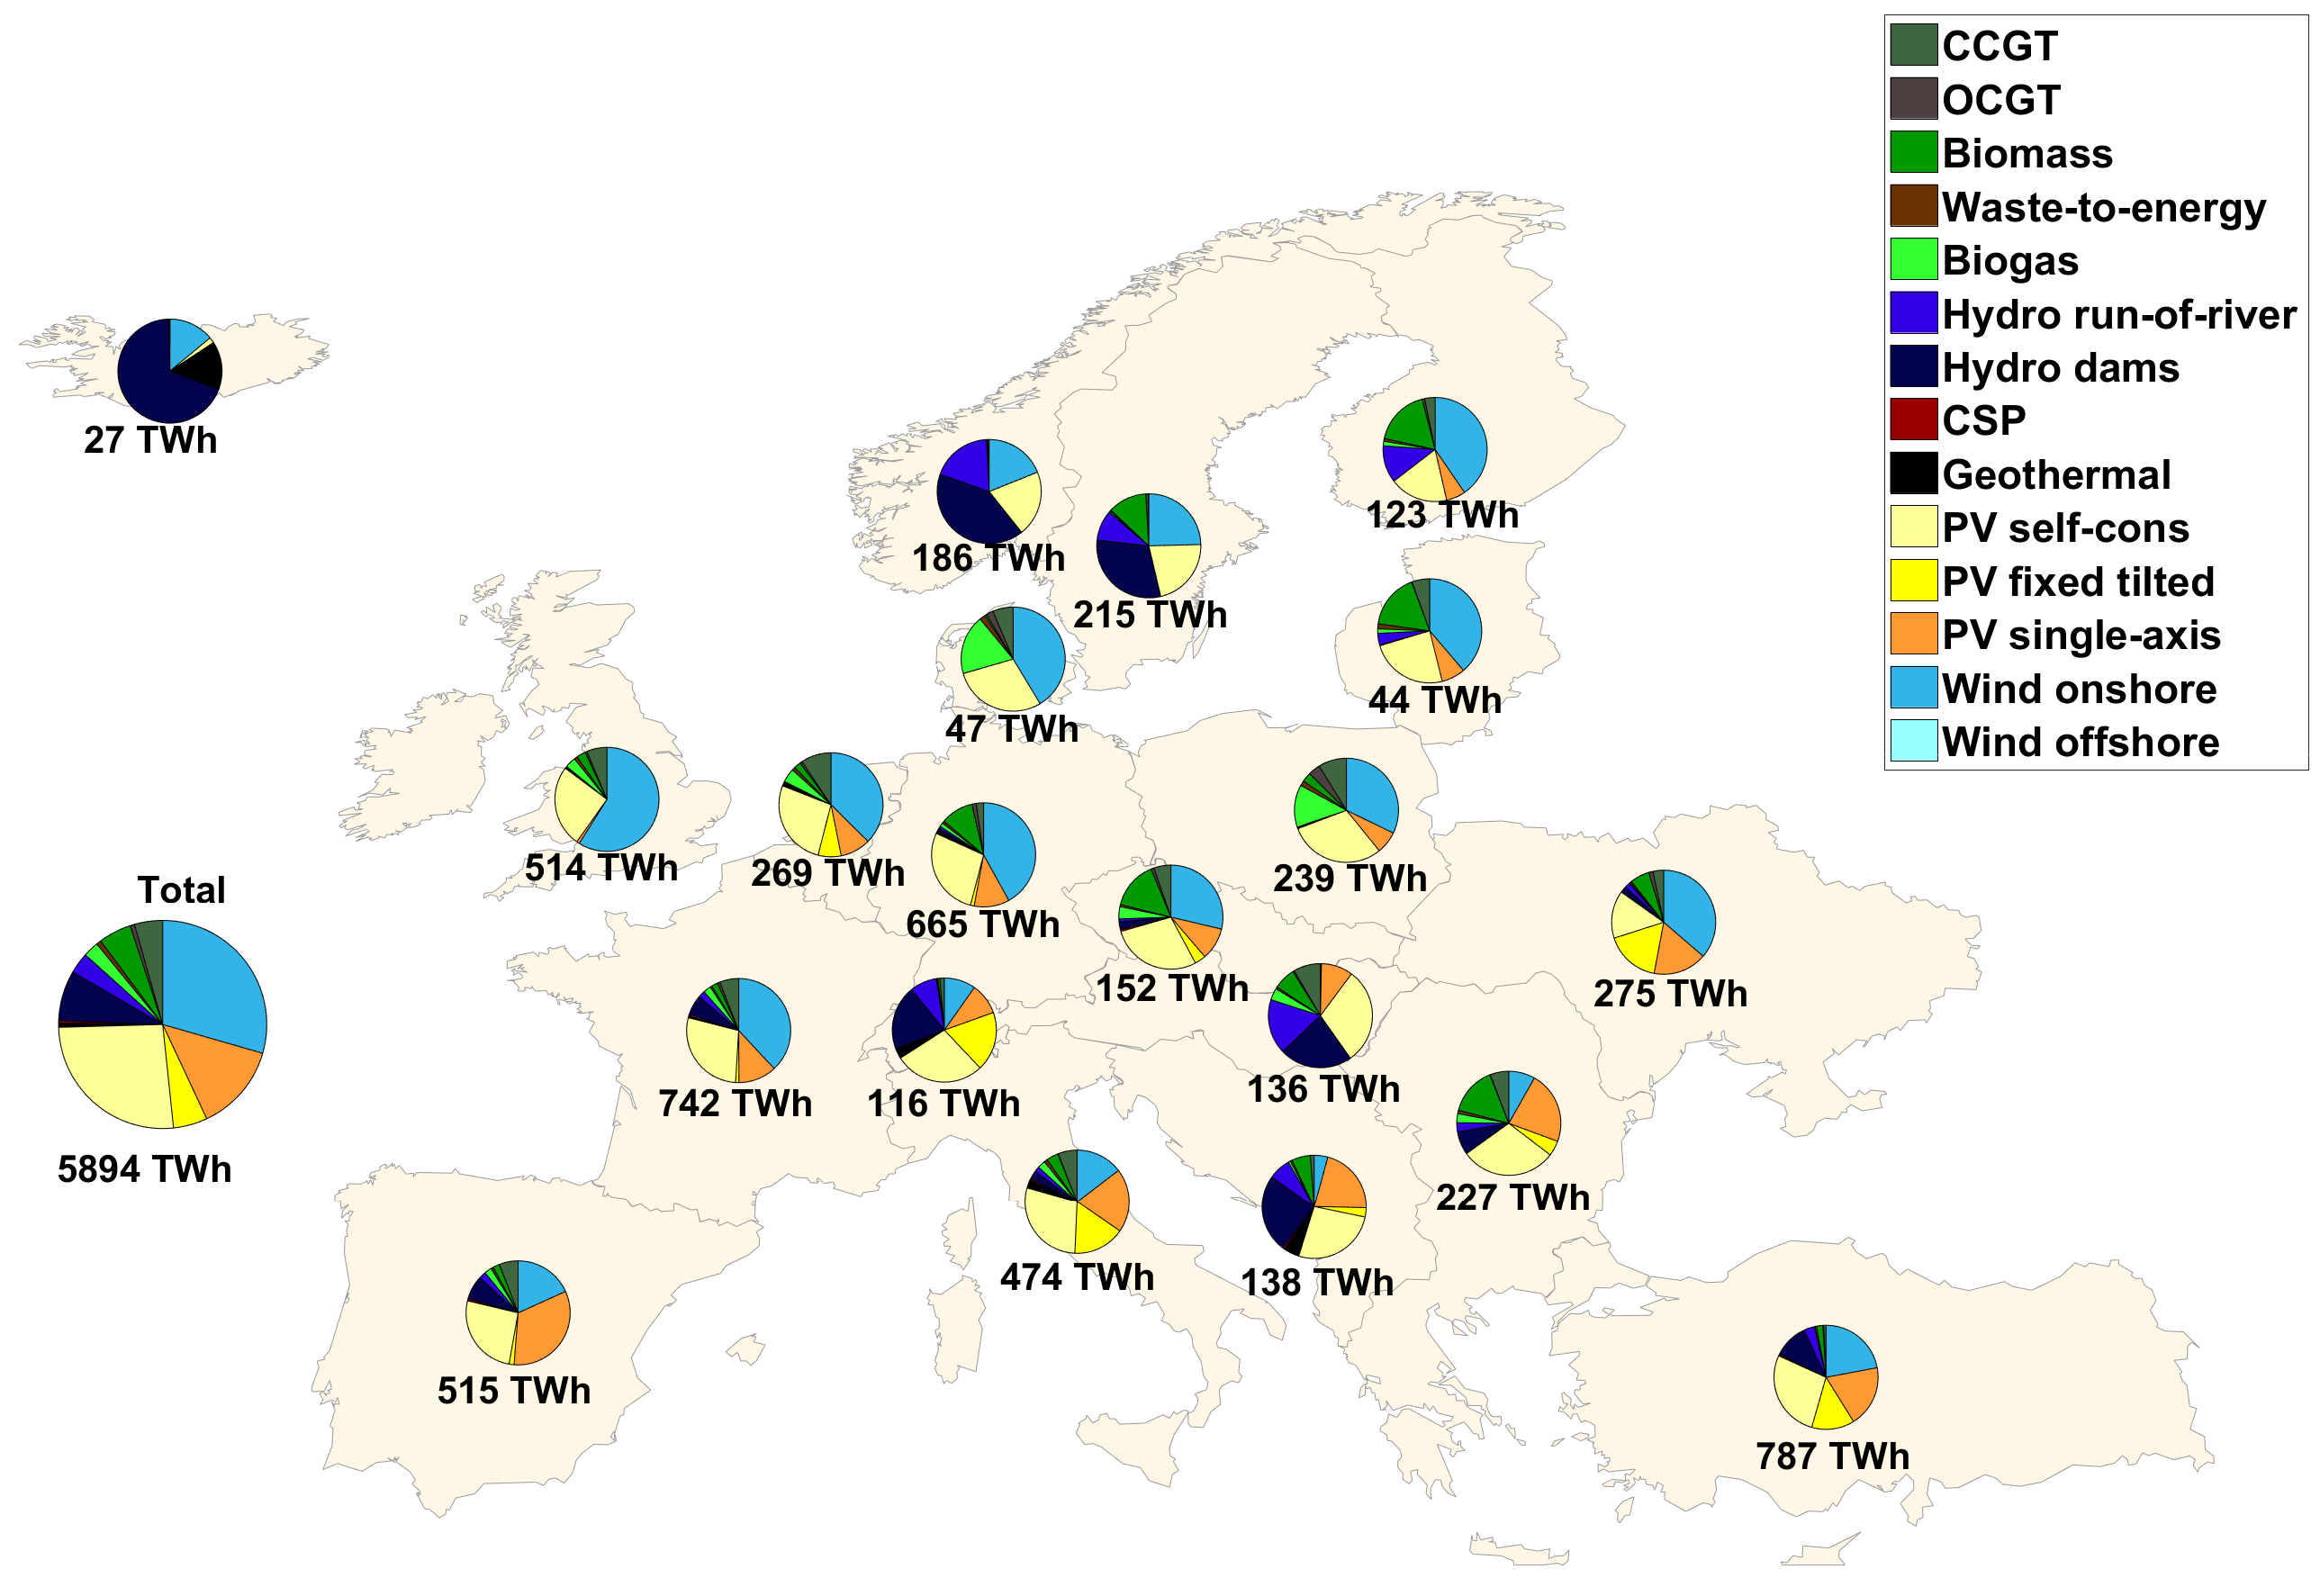 CCGT
OCGT
Biomass
Waste-to-energy
Biogas
Hydro run-of-river
Hydro dams
CSP
Geothermal
PV self-cons
PV fixed tilted
PV single-axis
Wind onshore
Wind offshore
27 TWh
186 TWh
215 TWh
123 TWh
47 TWh
44 TWh
514 TWh
269 TWh
665 TWh
239 TWh
152 TWh
275 TWh
Total
5894 TWh
742 TWh
116 TWh
136 TWh
227 TWh
474 TWh
138 TWh
515 TWh
787 TWh